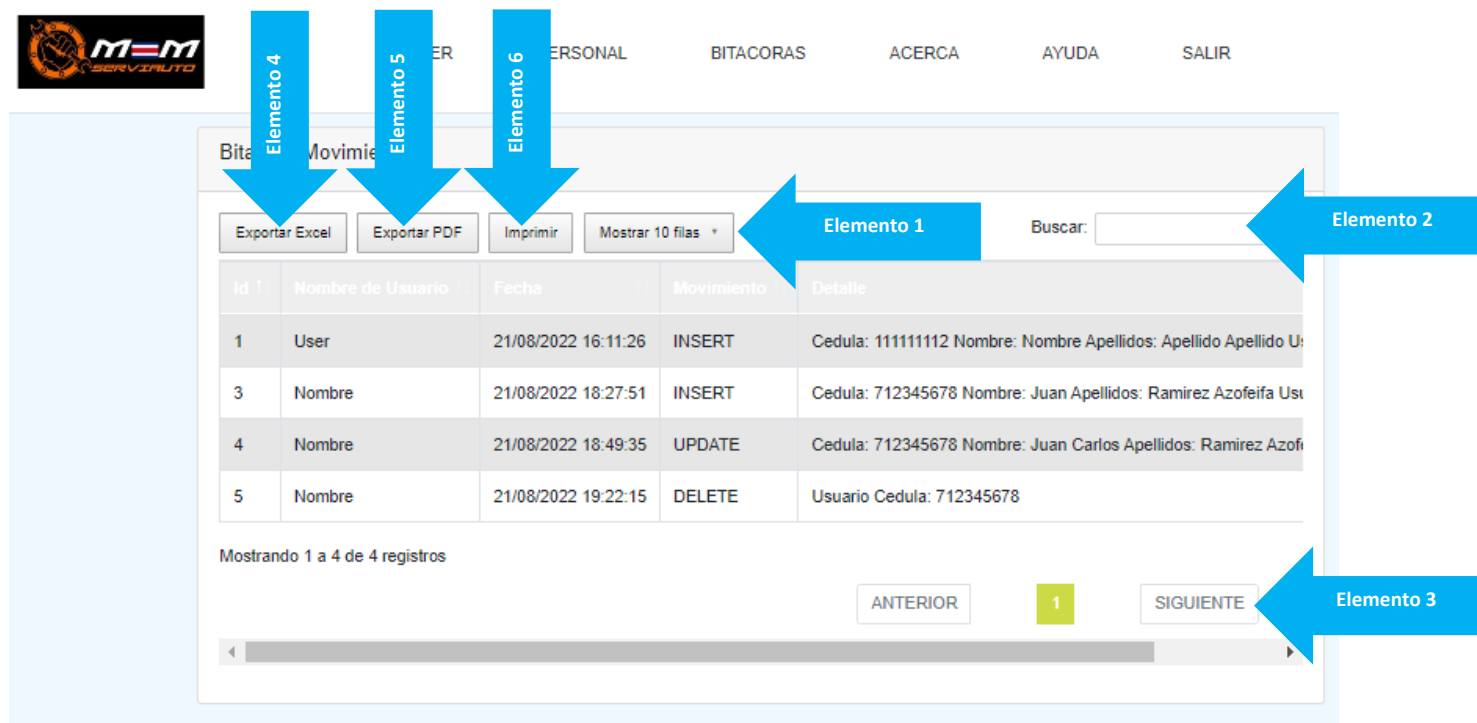 M=M
SERVIAUTO
ER
ERSONAL
BITACORAS
ACERCA
AYUDA
SALIR
Elemento 4
Elemento 5
Elemento 6
Bita Movimie
Exportar Excel
Exportar PDF
Imprimir
Mostrar 10 filas
Elemento 1
Buscar:
Elemento 2
Id Nombre de Usuario Fecha Movimiento Detalle
1 User 21/08/2022 16:11:26 INSERT Cedula: 111111112 Nombre: Nombre Apellidos: Apellido Apellido Us
3 Nombre 21/08/2022 18:27:51 INSERT Cedula: 712345678 Nombre: Juan Apellidos: Ramirez Azofeifa Usu
4 Nombre 21/08/2022 18:49:35 UPDATE Cedula: 712345678 Nombre: Juan Carlos Apellidos: Ramirez Azofe
5 Nombre 21/08/2022 19:22:15 DELETE Usuario Cedula: 712345678
Mostrando 1 a 4 de 4 registros
ANTERIOR
1
SIGUIENTE
Elemento 3